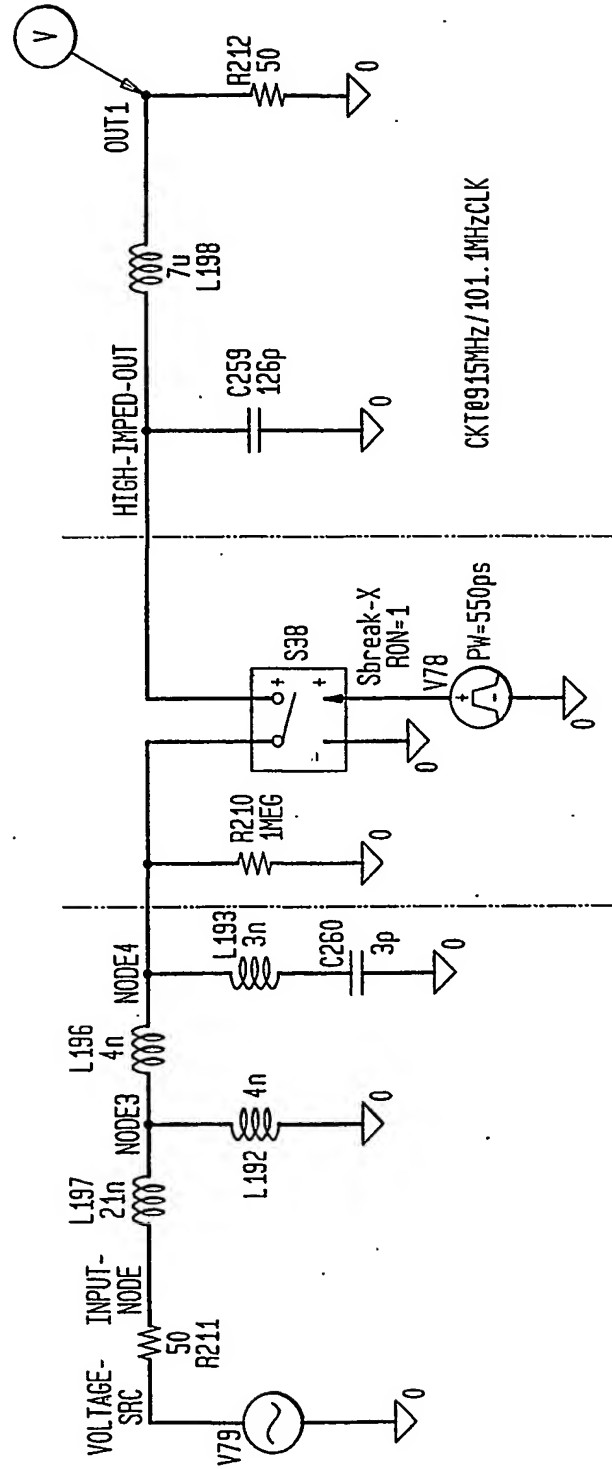 VOLTAGE-
SRC
V79
0
50
R211
INPUT-
NODE
L197
21n
NODE3
L192
4n
0
L196
4n
NODE4
L193
3n
C260
3p
0
R210
1MEG
0
S38
+
+
-
Sbreak-X
RON=1
0
V78
+
-
PW=550ps
0
HIGH-IMPED-OUT
C259
126p
0
7u
L198
OUT1
V
R212
50
0
CKT@915MHz/101.1MHzCLK